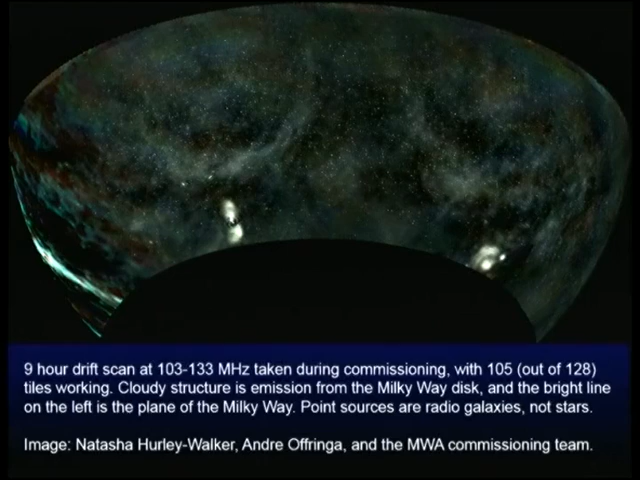 9 hour drift scan at 103-133 MHz taken during commissioning, with 105 (out of 128)
tiles working. Cloudy structure is emission from the Milky Way disk, and the bright line
on the left is the plane of the Milky Way. Point sources are radio galaxies, not stars.
Image: Natasha Hurley-Walker, Andre Offringa, and the MWA commissioning team.